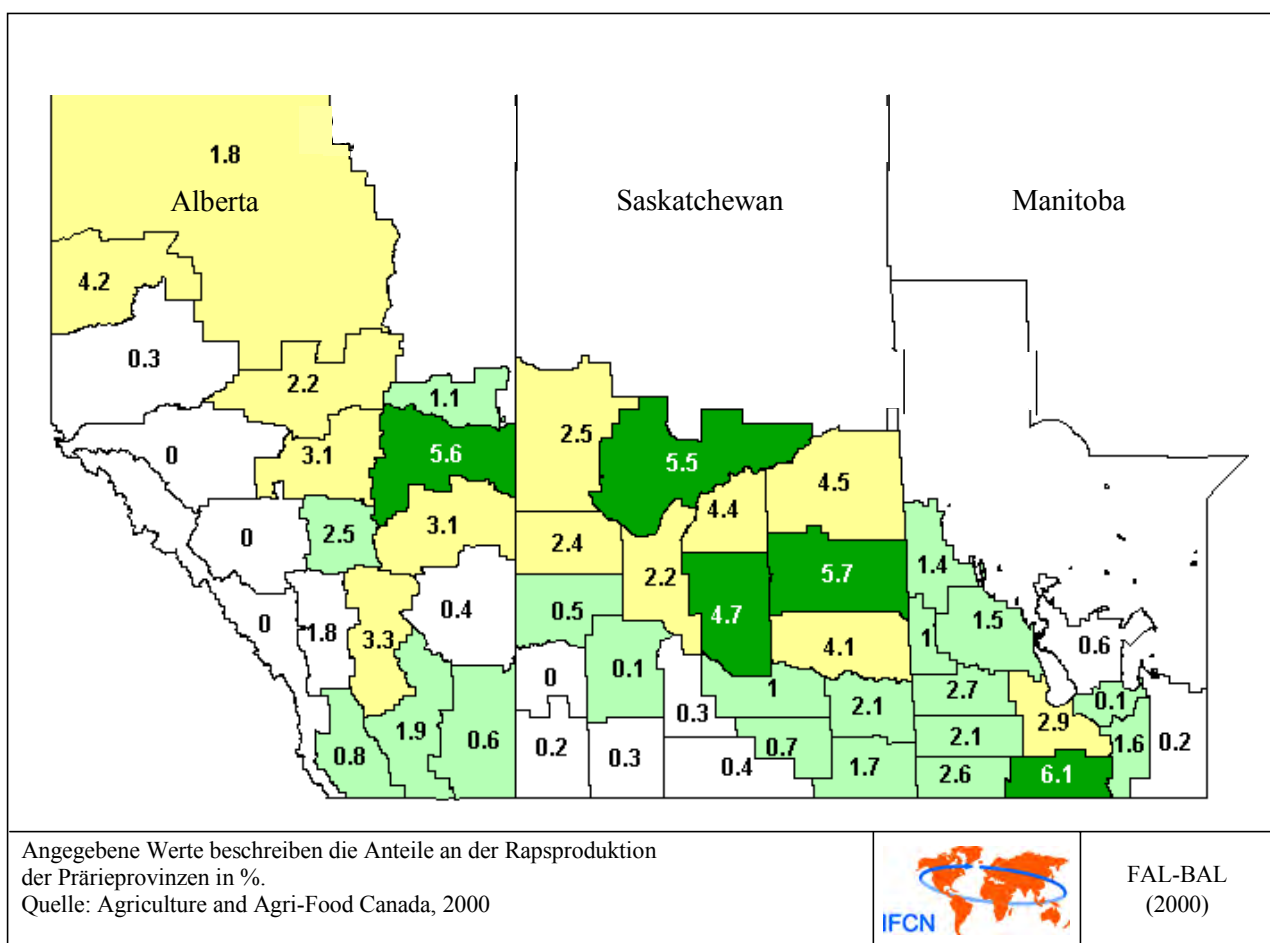 1.8
Alberta Saskatchewan Manitoba
4.2
0.3
2.2
1.1
2.5
0 3.1 5.6 5.5
4.5
4.4
0 2.5 3.1
2.4
5.7
1.4
2.2
0.4 0.5
4.7
0 1.8 3.3
1 1.5
4.1 0.6
0 0.1 1
2.7
0.1
2.1
0.3
2.9
1.9 0.6 0.2 0.3
0.7
2.1
1.6 0.2
0.8
0.4 1.7 2.6 6.1
Angegebene Werte beschreiben die Anteile an der Rapsproduktion
der Prärieprovinzen in %.
Quelle: Agriculture and Agri-Food Canada, 2000
IFCN
FAL-BAL
(2000)